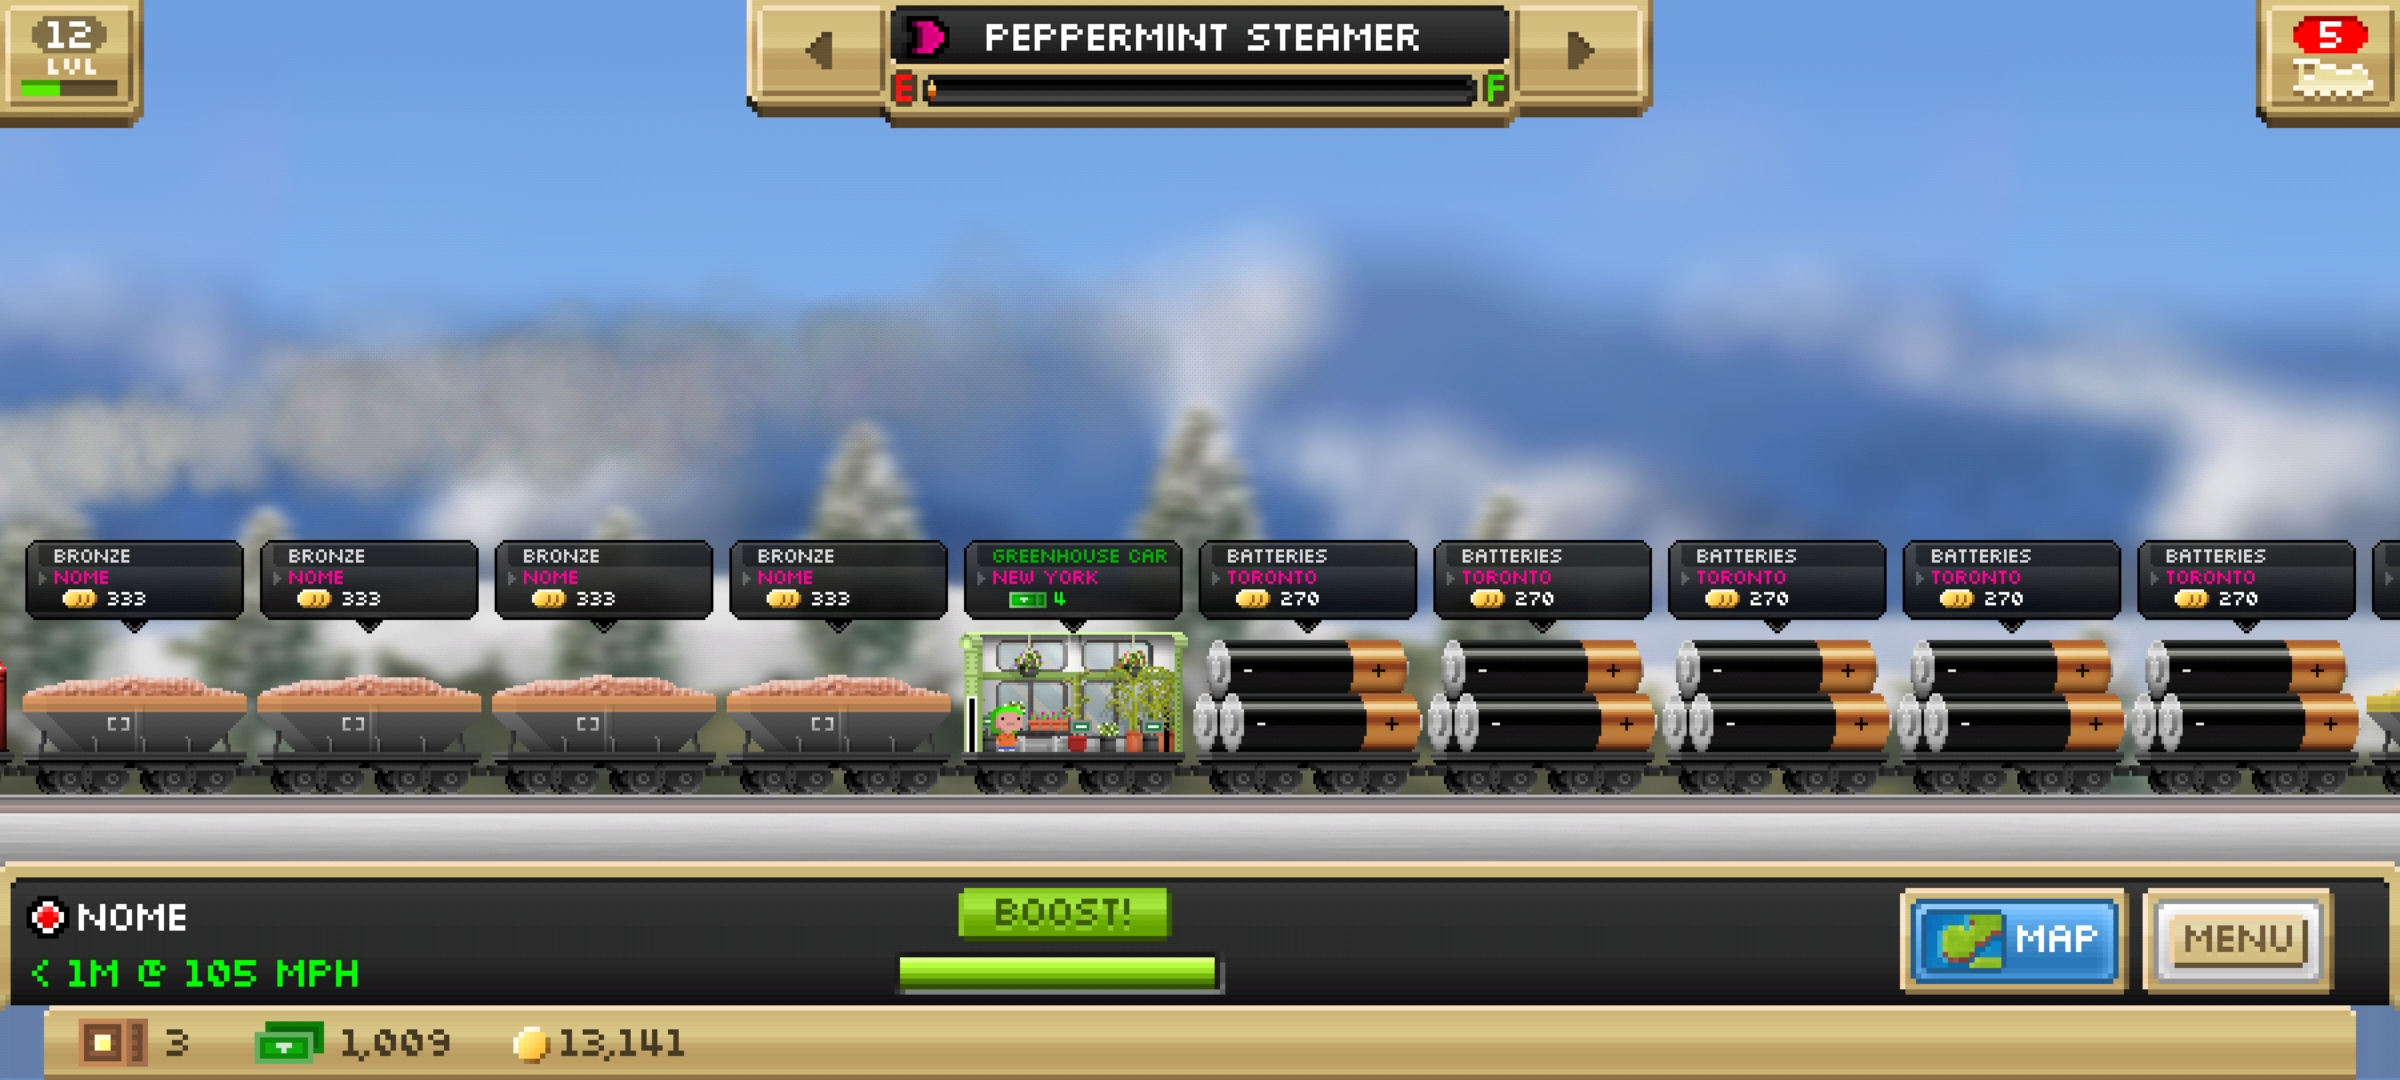 12
LVL
PEPPERMINT STEAMER
E F
5
BRONZE
NOME
333
BRONZE
NOME
333
BRONZE
NOME
333
BRONZE
NOME
333
GREENHOUSE CAR
NEW YORK
4
BATTERIES
TORONTO
270
BATTERIES
TORONTO
270
BATTERIES
TORONTO
270
BATTERIES
TORONTO
270
BATTERIES
TORONTO
270
- + - + - + - + - +
- + - + - + - + - +
NOME
< 1M @ 105 MPH
BOOST!
MAP
MENU
3 1,009 13,141